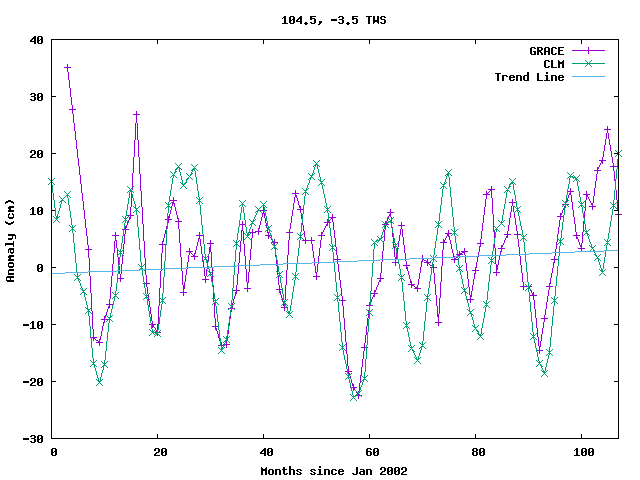 104.5, -3.5 TWS
GRACE
CLM
Trend Line
40
30
20
10
0
-10
-20
-30
Anomaly (cm)
0 20 40 60 80 100
Months since Jan 2002